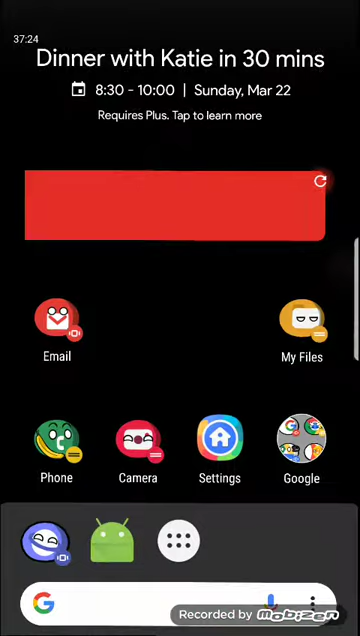 37:24
Dinner with Katie in 30 mins
8:30 - 10:00 | Sunday, Mar 22
Requires Plus. Tap to learn more
Email
My Files
Phone
Camera
Settings
Google
G
Recorded by mobizen